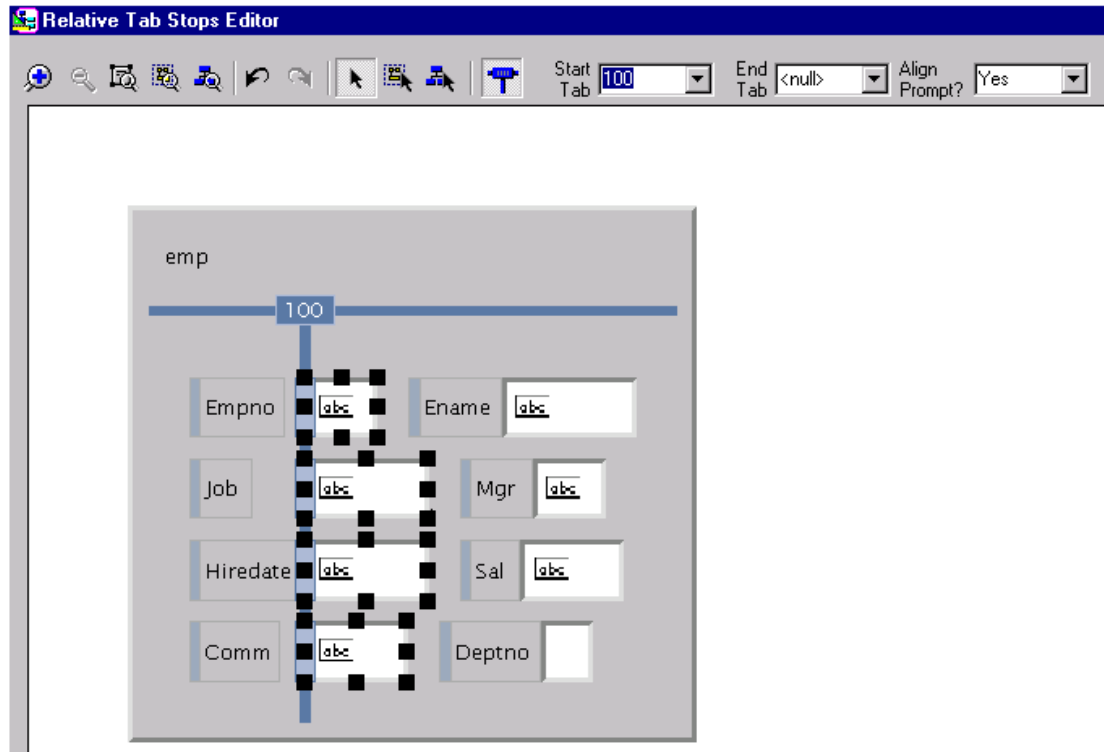 Relative Tab Stops Editor
Start Tab 100 End Tab <null> Align Prompt? Yes
emp
100
Empno abc Ename abc
Job abc Mgr abc
Hiredate abc Sal abc
Comm abc Deptno